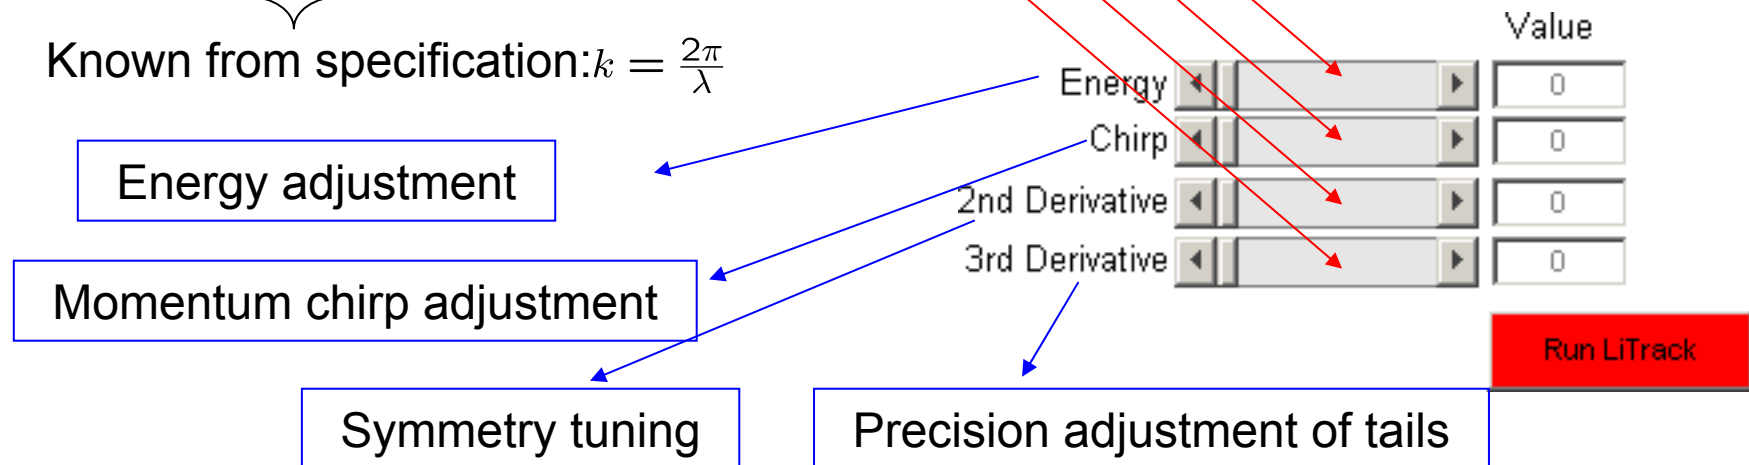 Value
Known from specification: k = 2π/λ
Energy 0
Chirp 0
Energy adjustment
2nd Derivative 0
3rd Derivative 0
Momentum chirp adjustment
Run LiTrack
Symmetry tuning
Precision adjustment of tails